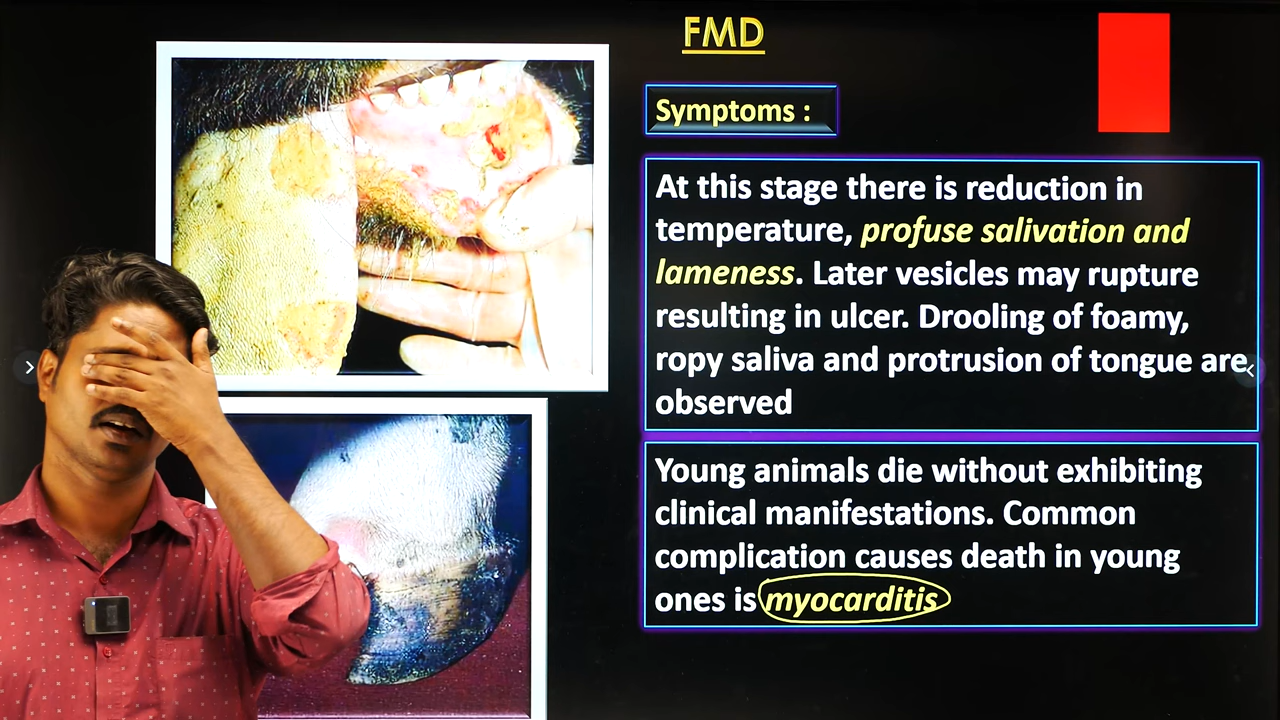 FMD
Symptoms :
At this stage there is reduction in
temperature, profuse salivation and
lameness. Later vesicles may rupture
resulting in ulcer. Drooling of foamy,
ropy saliva and protrusion of tongue are
observed
Young animals die without exhibiting
clinical manifestations. Common
complication causes death in young
ones is myocarditis